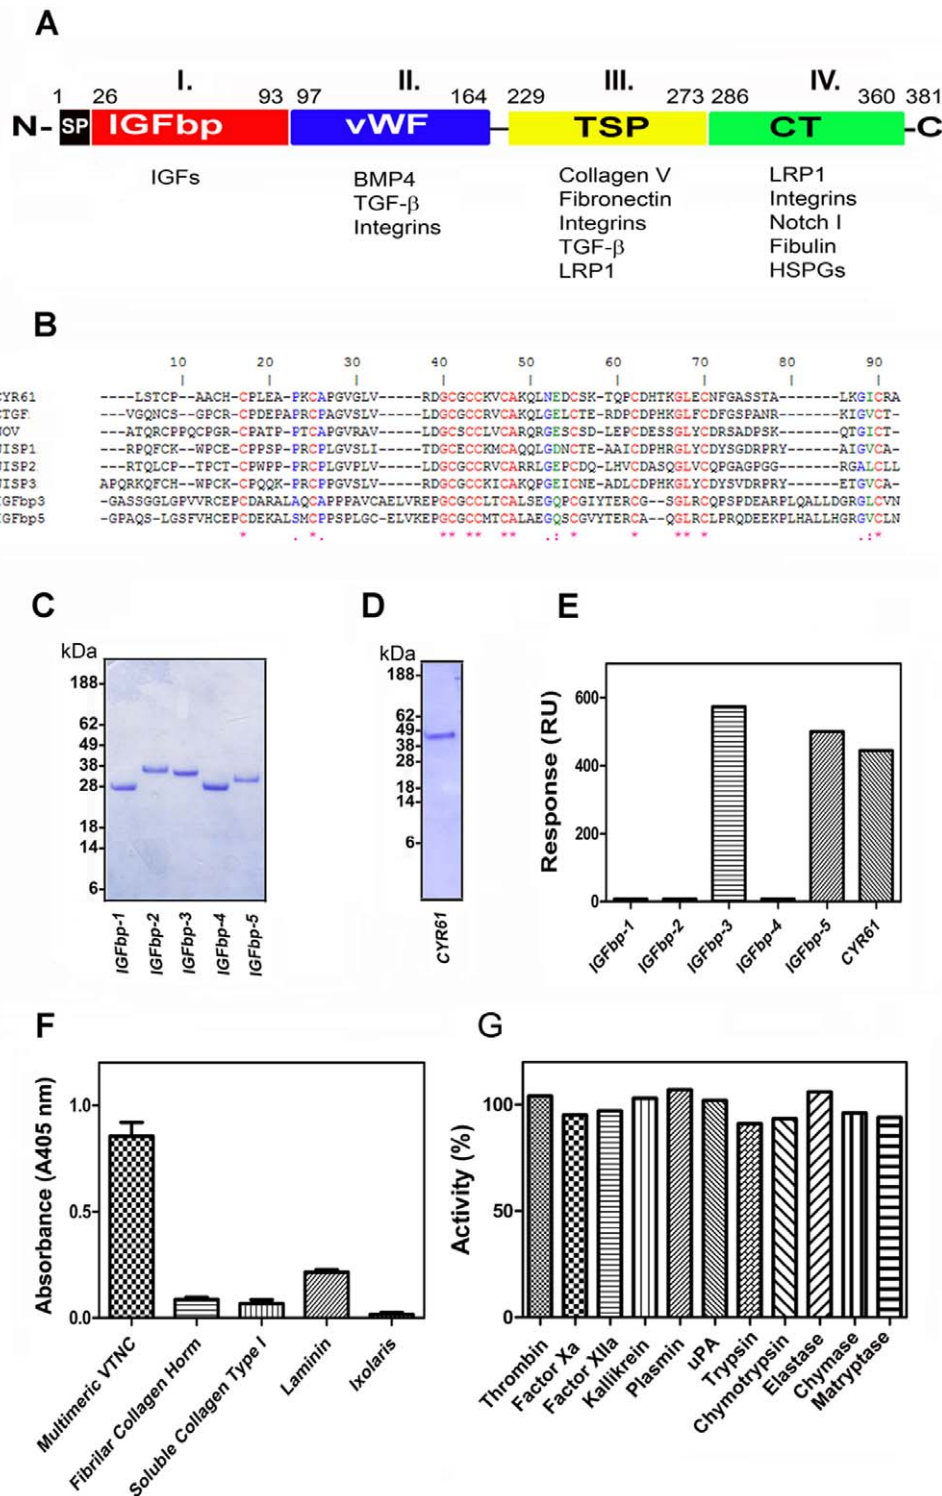 A
I. II. III. IV.
1 26 93 97 164 229 273 286 360 381
N- SP IGFbp vWF TSP CT -C
IGFs
BMP4
TGF-β
Integrins
Collagen V
Fibronectin
Integrins
TGF-β
LRP1
LRP1
Integrins
Notch I
Fibulin
HSPGs
B
10 20 30 40 50 60 70 80 90
CYR61 ----LSTCP--AACH-CPLEA-PKCAPGVGLV-----RDGCGCCKVCAKQLNEDCSK-TQPCDHTKGLECNFGASSTA-------LKGICRA
CTGF ----VGQNCS--GPCR-CPDEPAPRCPAGVSLV-----LDGCGCCRVCAKQLGELCTE-RDPCDPHKGLFCDFGSPANR-------KIGVCT-
NOV ----ATQRCPPQCPGR-CPATP-PTCAPGVRAV-----LDGCSCCLVCARQRGESCSD-LEPCDESSGLYCDRSADPSN-------QTGICT-
WISP1 ----RPQFCK--WPCE-CPPSP-PRCPLGVSLI-----TDGCECCKMCAQQLGDNCTE-AAICDPHRGLYCDYSGDRPRY------AIGVCA-
WISP2 ----RTQLCP--TPCT-CPWPP-PRCPLGVPLV-----LDGCGCCRVCARRLGEPCDQ-LHVCDASQGLVCQPGAGPGG-------RGALCLL
WISP3 APQRKQFCH--WPCK-CPQQK-PRCPPGVSLV-----RDGCGCCKICAKQPGEICNE-ADLCDPHKGLYCDYSVDRPRY------ETGVCA-
IGFbp3 -GASSGGLGPVVRCEPCDARALAQCAPPPAVCAELVREPGCGCCLTCALSEGQPCGIYTERCG--SGLRCQPSPDEARPLQALLDGRGLCVN
IGFbp5 -GPAQS-LGSFVHCEPCDEKALSMCPPSPLGC-ELVKEPGCGCCMTCALAEGQSCGVYTERCA--QGLRCLPRQDEEKPLHALLHGRGVCLN
C
kDa
188
62
49
38
28
18
14
6
IGFbp-1 IGFbp-2 IGFbp-3 IGFbp-4 IGFbp-5
D
kDa
188
62
49
38
28
18
14
6
CYR61
E
Response (RU)
600
400
200
0
IGFbp-1 IGFbp-2 IGFbp-3 IGFbp-4 IGFbp-5 CYR61
F
Absorbance (A405 nm)
1.0
0.5
0.0
Multimeric VTNC Fibrilar Collagen Horm Soluble Collagen Type I Laminin Ixolaris
G
Activity (%)
100
50
0
Thrombin Factor Xa Factor XIIa Kallikrein Plasmin uPA Trypsin Chymotrypsin Elastase Chymase Matryptase